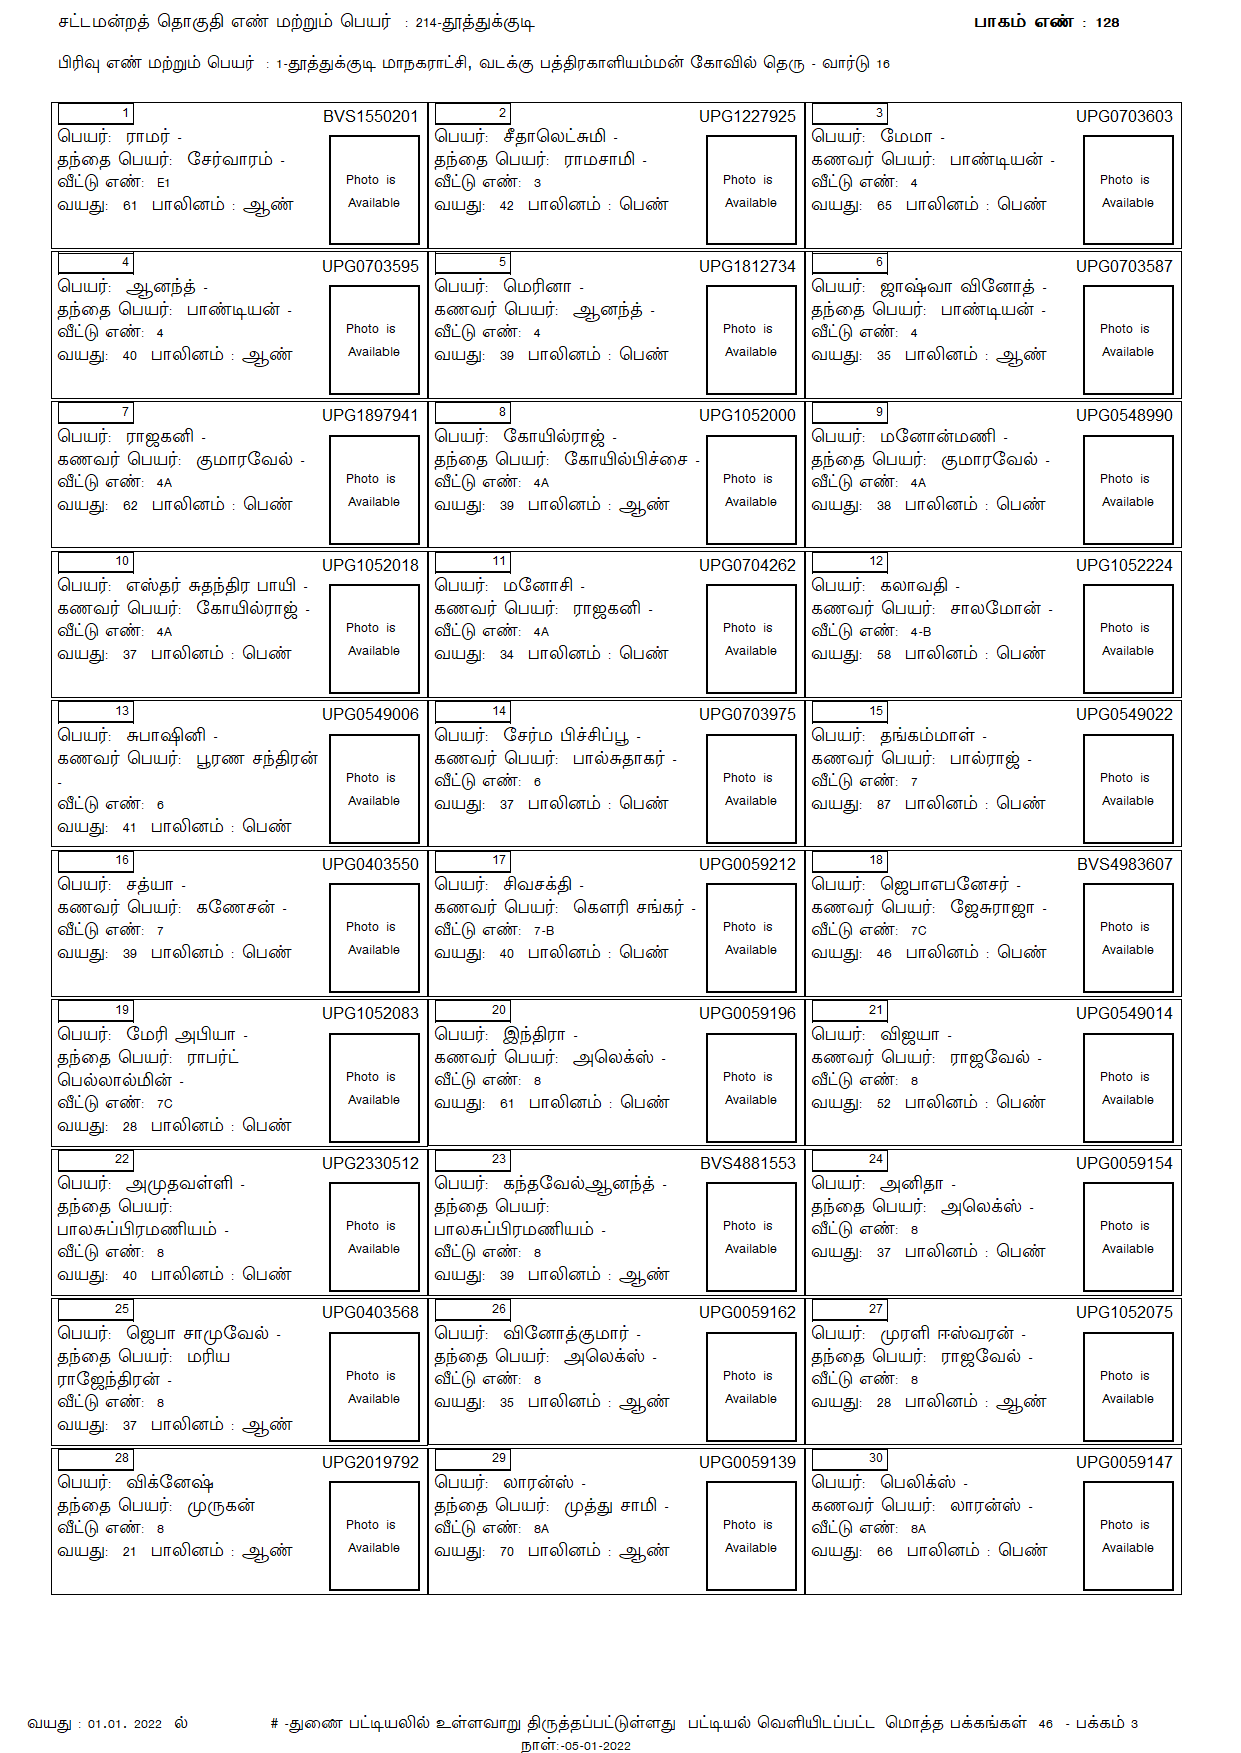 சட்டமன்றத் தொகுதி எண் மற்றும் பெயர் : 214-தூத்துக்குடி பாகம் எண் : 128
பிரிவு எண் மற்றும் பெயர் : 1-தூத்துக்குடி மாநகராட்சி, வடக்கு பத்திரகாளியம்மன் கோவில் தெரு - வார்டு 16
1 BVS1550201
பெயர்: ராமர் -
தந்தை பெயர்: சேர்வாரம் -
வீட்டு எண்: E1
வயது: 61 பாலினம் : ஆண்
Photo is
Available
2 UPG1227925
பெயர்: சீதாலெட்சுமி -
தந்தை பெயர்: ராமசாமி -
வீட்டு எண்: 3
வயது: 42 பாலினம் : பெண்
Photo is
Available
3 UPG0703603
பெயர்: மேமா -
கணவர் பெயர்: பாண்டியன் -
வீட்டு எண்: 4
வயது: 65 பாலினம் : பெண்
Photo is
Available
4 UPG0703595
பெயர்: ஆனந்த் -
தந்தை பெயர்: பாண்டியன் -
வீட்டு எண்: 4
வயது: 40 பாலினம் : ஆண்
Photo is
Available
5 UPG1812734
பெயர்: மெரினா -
கணவர் பெயர்: ஆனந்த் -
வீட்டு எண்: 4
வயது: 39 பாலினம் : பெண்
Photo is
Available
6 UPG0703587
பெயர்: ஜாஷ்வா வினோத் -
தந்தை பெயர்: பாண்டியன் -
வீட்டு எண்: 4
வயது: 35 பாலினம் : ஆண்
Photo is
Available
7 UPG1897941
பெயர்: ராஜகனி -
கணவர் பெயர்: குமாரவேல் -
வீட்டு எண்: 4A
வயது: 62 பாலினம் : பெண்
Photo is
Available
8 UPG1052000
பெயர்: கோயில்ராஜ் -
தந்தை பெயர்: கோயில்பிச்சை -
வீட்டு எண்: 4A
வயது: 39 பாலினம் : ஆண்
Photo is
Available
9 UPG0548990
பெயர்: மனோன்மணி -
தந்தை பெயர்: குமாரவேல் -
வீட்டு எண்: 4A
வயது: 38 பாலினம் : பெண்
Photo is
Available
10 UPG1052018
பெயர்: எஸ்தர் சுதந்திர பாயி -
கணவர் பெயர்: கோயில்ராஜ் -
வீட்டு எண்: 4A
வயது: 37 பாலினம் : பெண்
Photo is
Available
11 UPG0704262
பெயர்: மனோசி -
கணவர் பெயர்: ராஜகனி -
வீட்டு எண்: 4A
வயது: 34 பாலினம் : பெண்
Photo is
Available
12 UPG1052224
பெயர்: கலாவதி -
கணவர் பெயர்: சாலமோன் -
வீட்டு எண்: 4-B
வயது: 58 பாலினம் : பெண்
Photo is
Available
13 UPG0549006
பெயர்: சுபாஷினி -
கணவர் பெயர்: பூரண சந்திரன்
-
வீட்டு எண்: 6
வயது: 41 பாலினம் : பெண்
Photo is
Available
14 UPG0703975
பெயர்: சேர்ம பிச்சிப்பூ -
கணவர் பெயர்: பால்சுதாகர் -
வீட்டு எண்: 6
வயது: 37 பாலினம் : பெண்
Photo is
Available
15 UPG0549022
பெயர்: தங்கம்மாள் -
கணவர் பெயர்: பால்ராஜ் -
வீட்டு எண்: 7
வயது: 87 பாலினம் : பெண்
Photo is
Available
16 UPG0403550
பெயர்: சத்யா -
கணவர் பெயர்: கணேசன் -
வீட்டு எண்: 7
வயது: 39 பாலினம் : பெண்
Photo is
Available
17 UPG0059212
பெயர்: சிவசக்தி -
கணவர் பெயர்: கௌரி சங்கர் -
வீட்டு எண்: 7-B
வயது: 40 பாலினம் : பெண்
Photo is
Available
18 BVS4983607
பெயர்: ஜெபாஎபனேசர் -
கணவர் பெயர்: ஜேசுராஜா -
வீட்டு எண்: 7C
வயது: 46 பாலினம் : பெண்
Photo is
Available
19 UPG1052083
பெயர்: மேரி அபியா -
தந்தை பெயர்: ராபர்ட்
பெல்லால்மின் -
வீட்டு எண்: 7C
வயது: 28 பாலினம் : பெண்
Photo is
Available
20 UPG0059196
பெயர்: இந்திரா -
கணவர் பெயர்: அலெக்ஸ் -
வீட்டு எண்: 8
வயது: 61 பாலினம் : பெண்
Photo is
Available
21 UPG0549014
பெயர்: விஜயா -
கணவர் பெயர்: ராஜவேல் -
வீட்டு எண்: 8
வயது: 52 பாலினம் : பெண்
Photo is
Available
22 UPG2330512
பெயர்: அமுதவள்ளி -
தந்தை பெயர்:
பாலசுப்பிரமணியம் -
வீட்டு எண்: 8
வயது: 40 பாலினம் : பெண்
Photo is
Available
23 BVS4881553
பெயர்: கந்தவேல்ஆனந்த் -
தந்தை பெயர்:
பாலசுப்பிரமணியம் -
வீட்டு எண்: 8
வயது: 39 பாலினம் : ஆண்
Photo is
Available
24 UPG0059154
பெயர்: அனிதா -
தந்தை பெயர்: அலெக்ஸ் -
வீட்டு எண்: 8
வயது: 37 பாலினம் : பெண்
Photo is
Available
25 UPG0403568
பெயர்: ஜெபா சாமுவேல் -
தந்தை பெயர்: மரிய
ராஜேந்திரன் -
வீட்டு எண்: 8
வயது: 37 பாலினம் : ஆண்
Photo is
Available
26 UPG0059162
பெயர்: வினோத்குமார் -
தந்தை பெயர்: அலெக்ஸ் -
வீட்டு எண்: 8
வயது: 35 பாலினம் : ஆண்
Photo is
Available
27 UPG1052075
பெயர்: முரளி ஈஸ்வரன் -
தந்தை பெயர்: ராஜவேல் -
வீட்டு எண்: 8
வயது: 28 பாலினம் : ஆண்
Photo is
Available
28 UPG2019792
பெயர்: விக்னேஷ்
தந்தை பெயர்: முருகன்
வீட்டு எண்: 8
வயது: 21 பாலினம் : ஆண்
Photo is
Available
29 UPG0059139
பெயர்: லாரன்ஸ் -
தந்தை பெயர்: முத்து சாமி -
வீட்டு எண்: 8A
வயது: 70 பாலினம் : ஆண்
Photo is
Available
30 UPG0059147
பெயர்: பெலிக்ஸ் -
கணவர் பெயர்: லாரன்ஸ் -
வீட்டு எண்: 8A
வயது: 66 பாலினம் : பெண்
Photo is
Available
வயது : 01.01. 2022 ல் # -துணை பட்டியலில் உள்ளவாறு திருத்தப்பட்டுள்ளது பட்டியல் வெளியிடப்பட்ட மொத்த பக்கங்கள் 46 - பக்கம் 3
நாள்:-05-01-2022